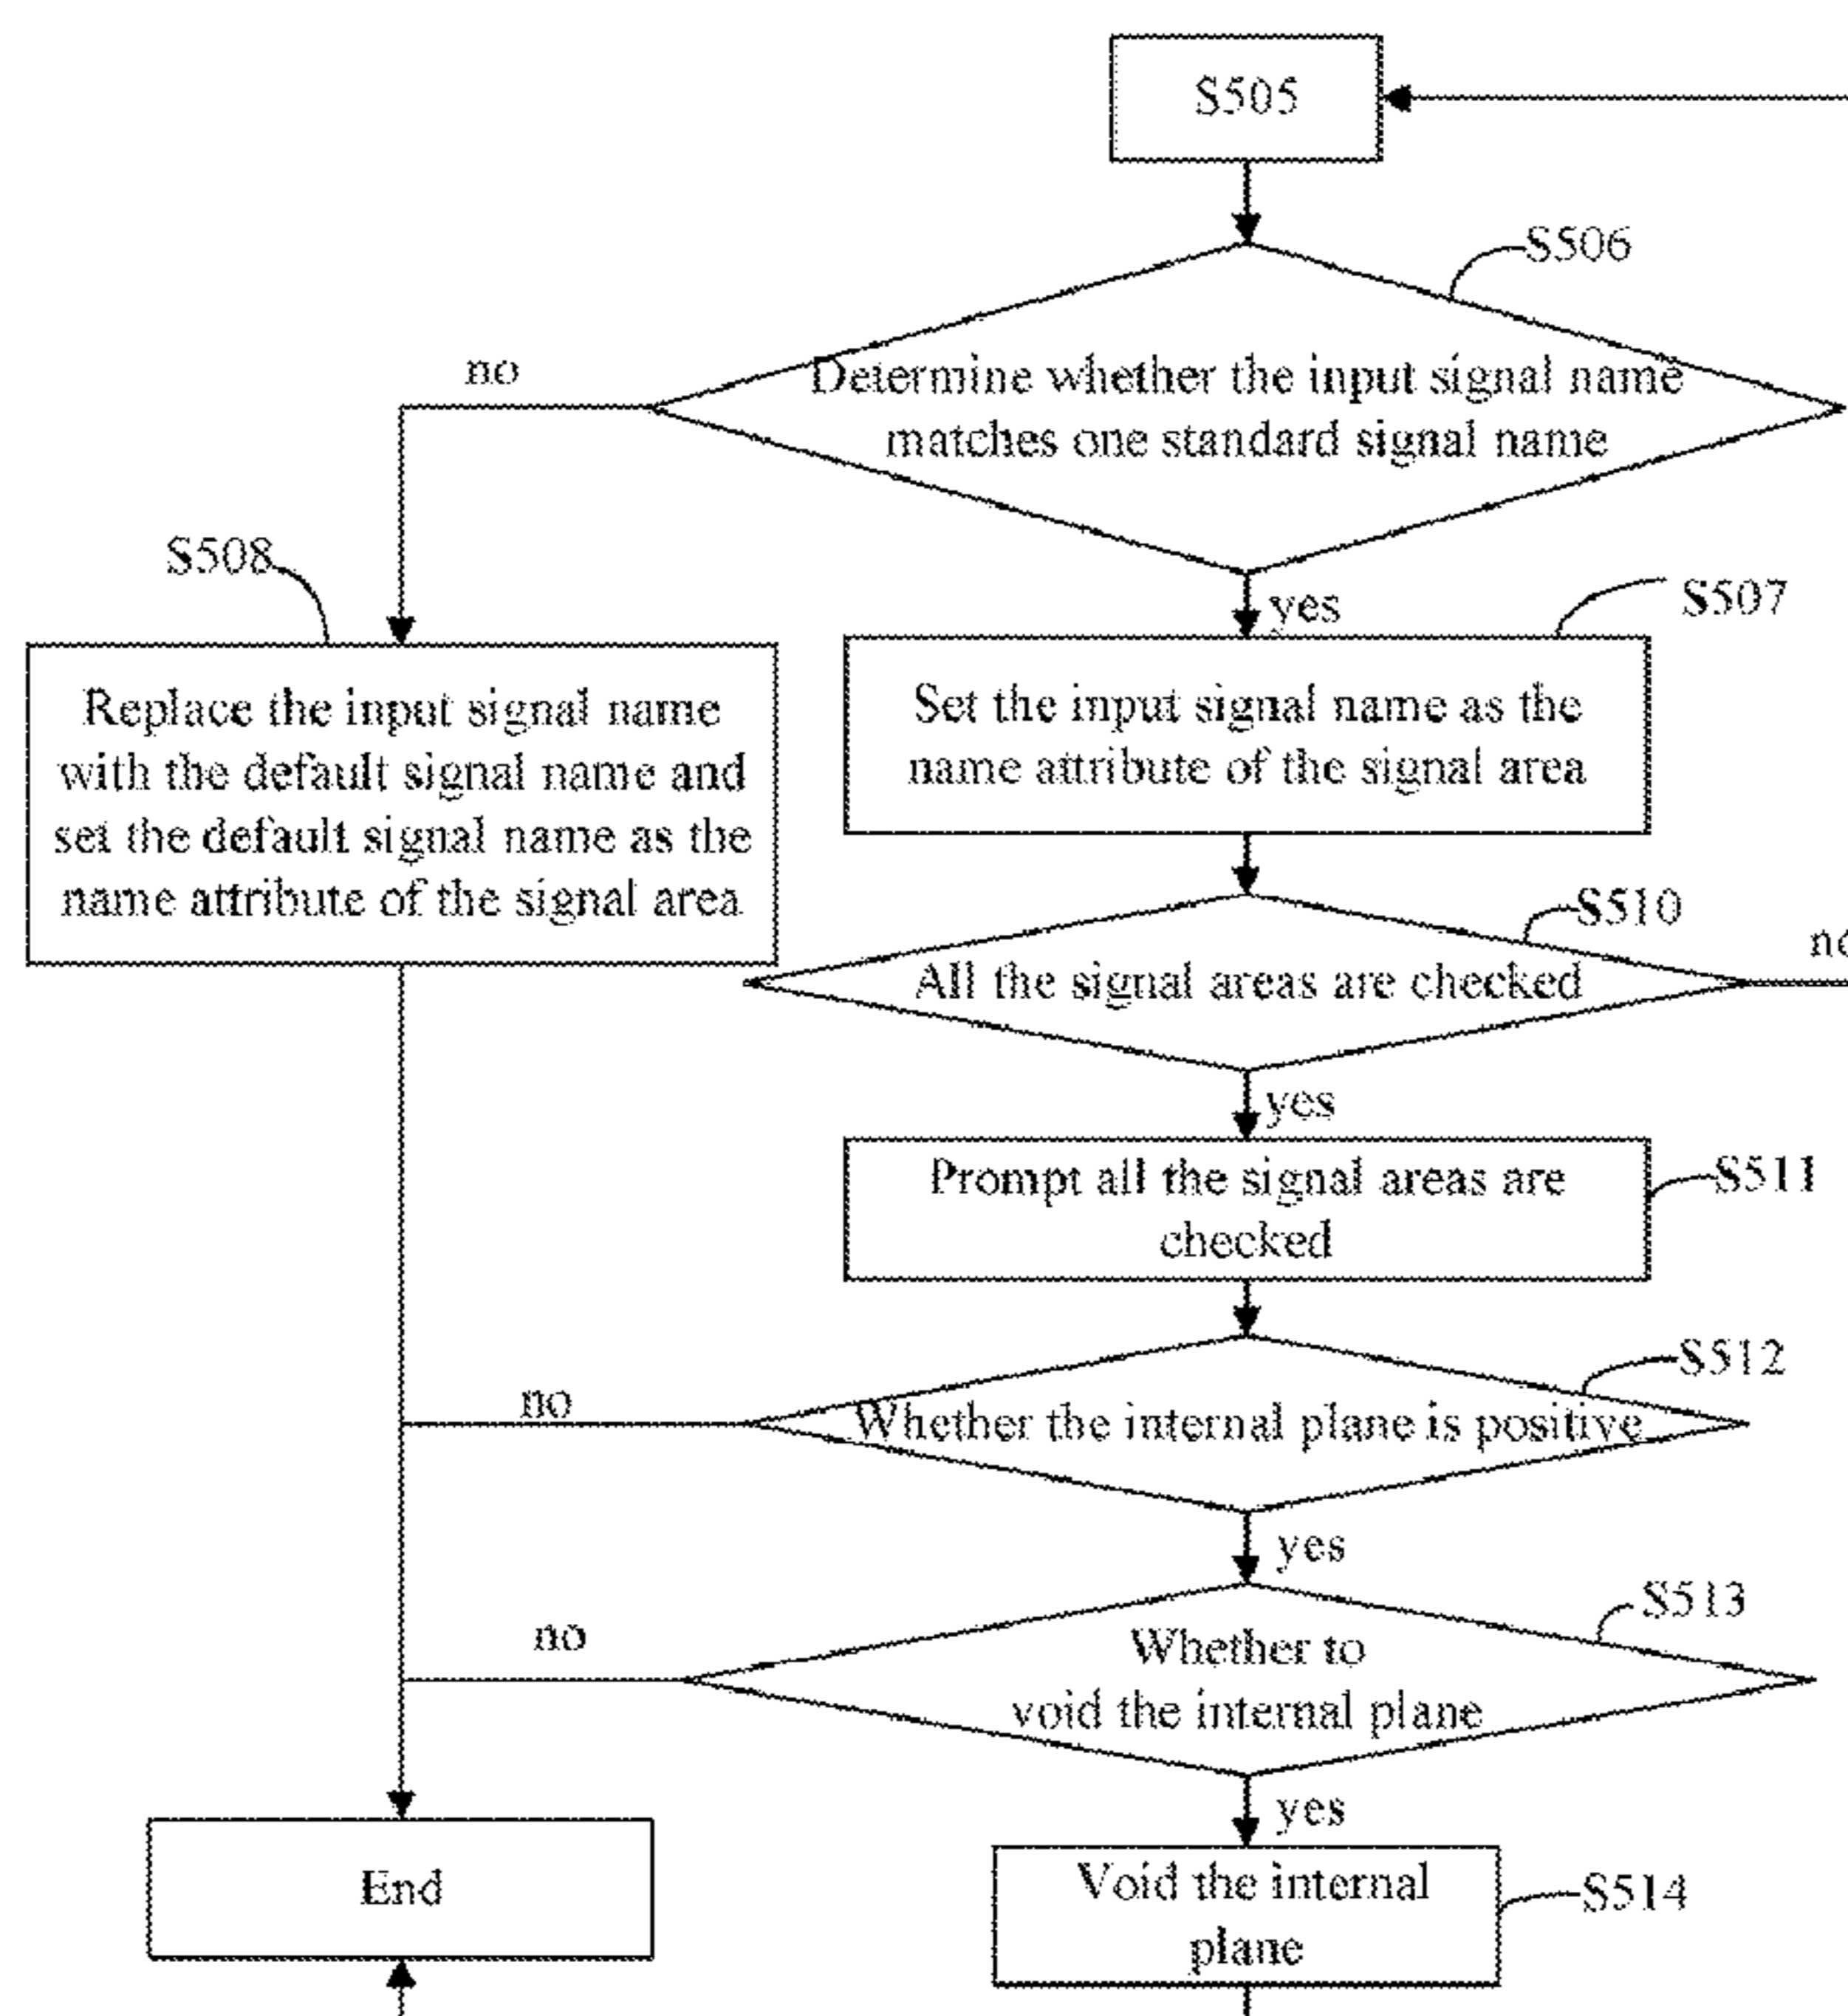 S505
S506
no
Determine whether the input signal name
matches one standard signal name
S508
yes
S507
Replace the input signal name
with the default signal name and
set the default signal name as the
name attribute of the signal area
Set the input signal name as the
name attribute of the signal area
S510
no
All the signal areas are checked
yes
Prompt all the signal areas are
checked
S511
S512
no
Whether the internal plane is positive
yes
S513
no
Whether to
void the internal plane
yes
End
Void the internal
plane
S514